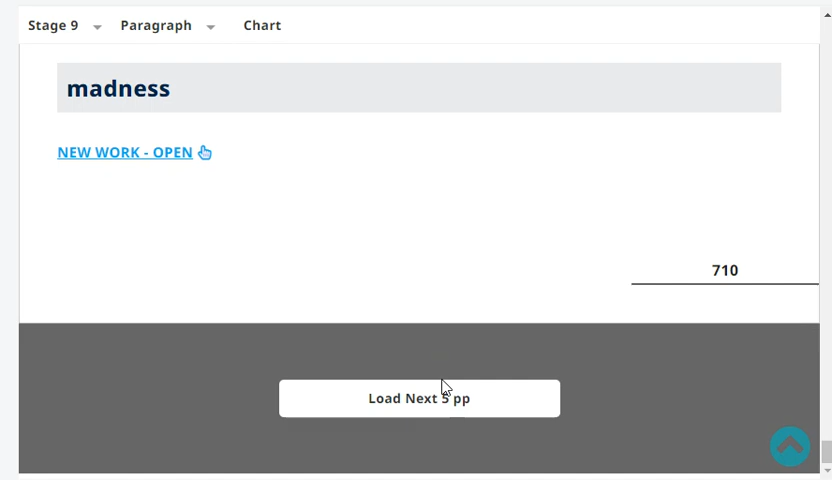 Stage 9 Paragraph Chart
madness
NEW WORK - OPEN
710
Load Next 5 pp